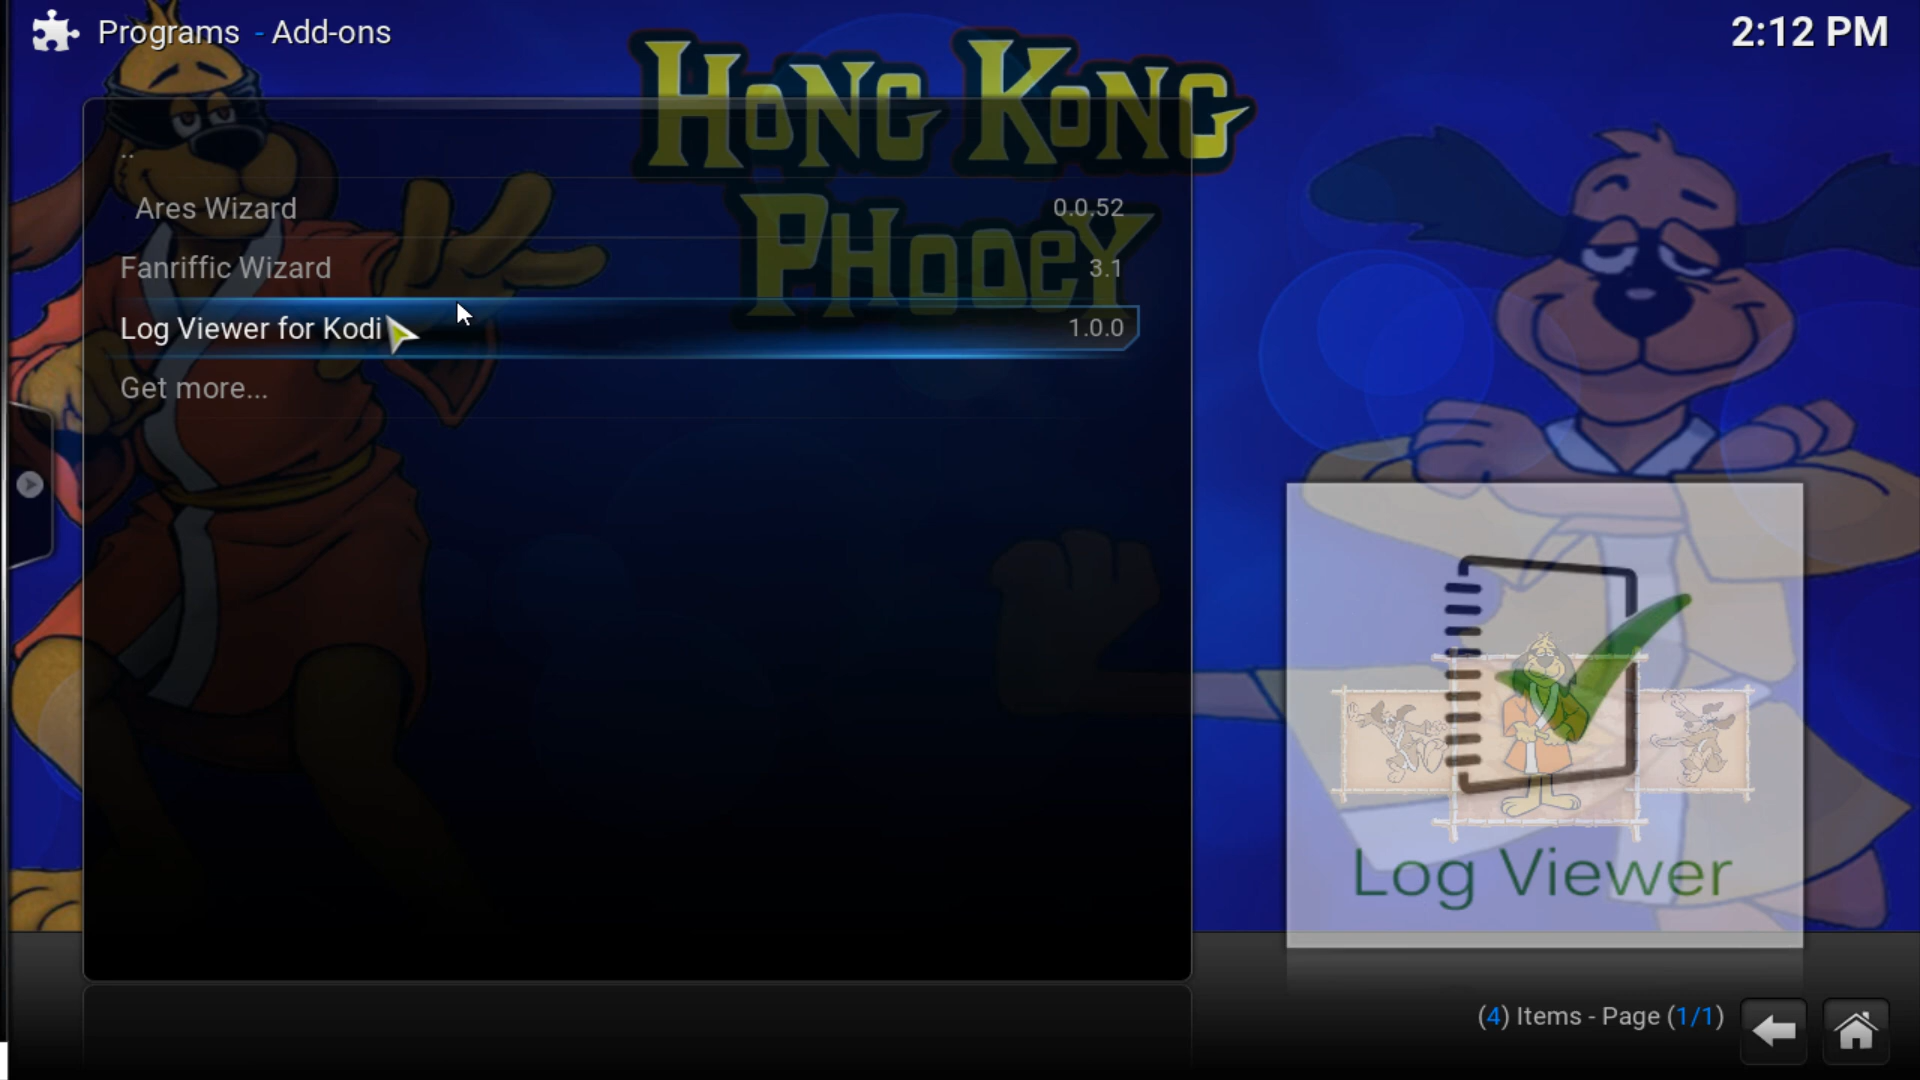 Programs - Add-ons
2:12 PM
HONG KONG
PHOOEY
..
Ares Wizard 0.0.52
Fanriffic Wizard 3.1
Log Viewer for Kodi 1.0.0
Get more...
Log Viewer
(4) Items - Page (1/1)